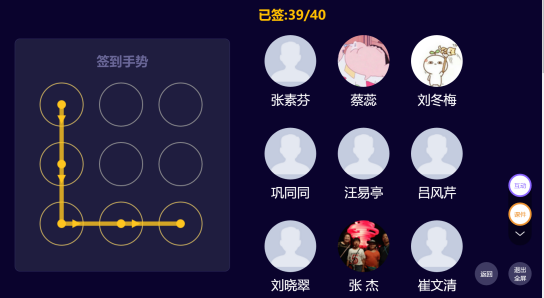 已签:39/40
签到手势
张素芬 蔡蕊 刘冬梅
巩同同 汪易亭 吕风芹
刘晓翠 张 杰 崔文清
互动
课件
返回
退出
全屏